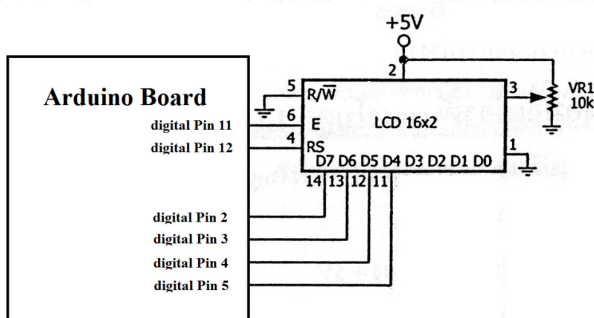 +5V
2
5
R/W̅
3
VR1
10k
Arduino Board
digital Pin 11
6
E
LCD 16x2
digital Pin 12
4
RS
1
D7 D6 D5 D4 D3 D2 D1 D0
14 13 12 11
digital Pin 2
digital Pin 3
digital Pin 4
digital Pin 5